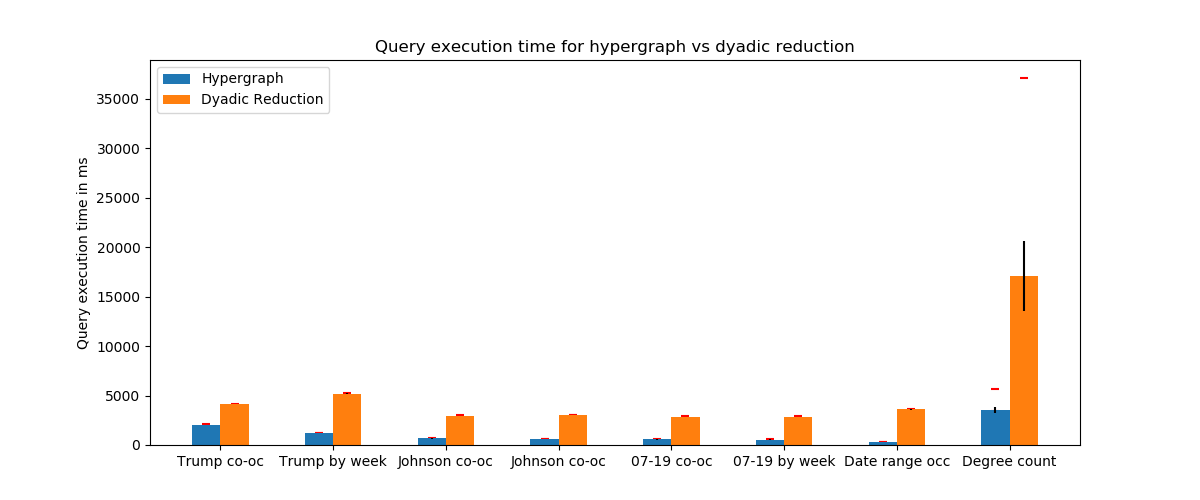 Query execution time for hypergraph vs dyadic reduction
Hypergraph
Dyadic Reduction
Query execution time in ms
35000
30000
25000
20000
15000
10000
5000
0
Trump co-oc Trump by week Johnson co-oc Johnson co-oc 07-19 co-oc 07-19 by week Date range occ Degree count